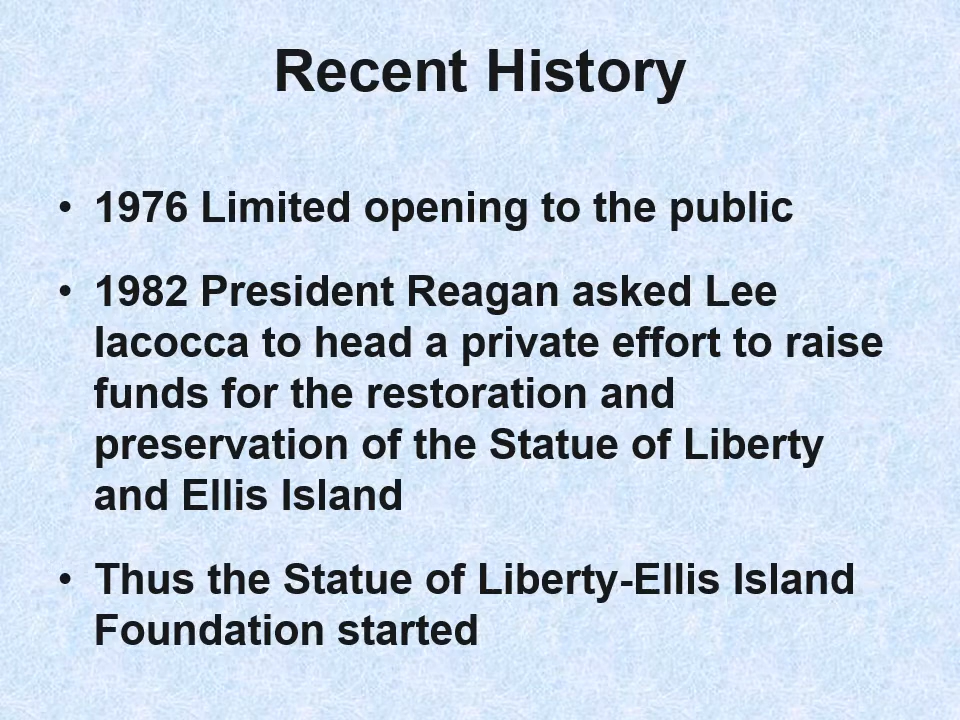 Recent History
• 1976 Limited opening to the public
• 1982 President Reagan asked Lee
Iacocca to head a private effort to raise
funds for the restoration and
preservation of the Statue of Liberty
and Ellis Island
• Thus the Statue of Liberty-Ellis Island
Foundation started